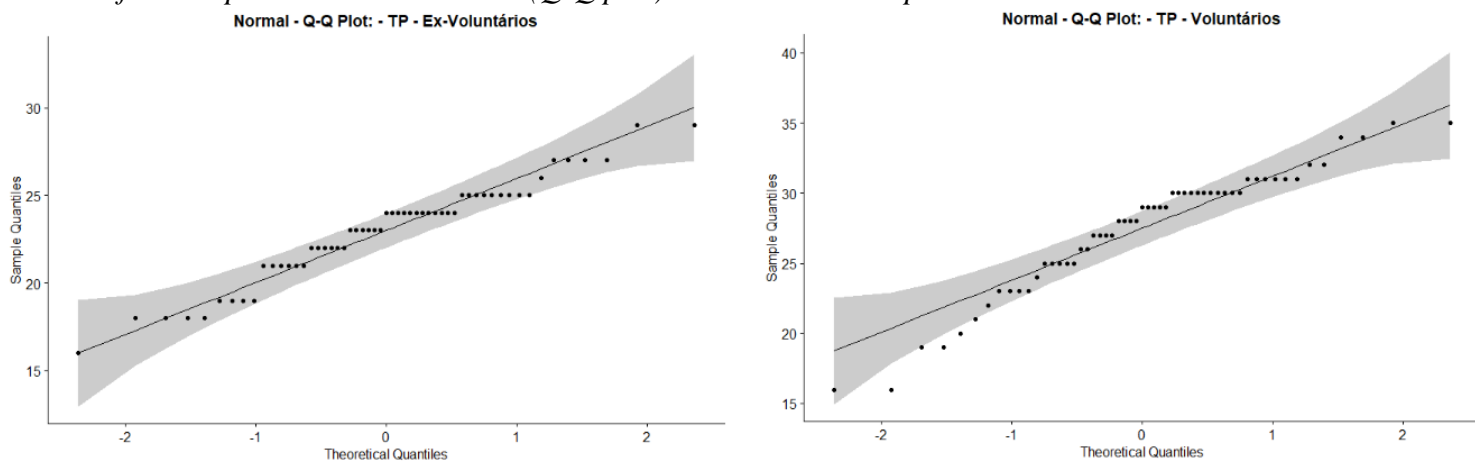 (Q-Q
Normal - Q-Q Plot: - TP - Ex-Voluntários
30
25
20
15
Sample Quantiles
-2
-1
0
1
2
Theoretical Quantiles
Normal - Q-Q Plot: - TP - Voluntários
40
35
30
25
20
15
Sample Quantiles
-2
-1
0
1
2
Theoretical Quantiles